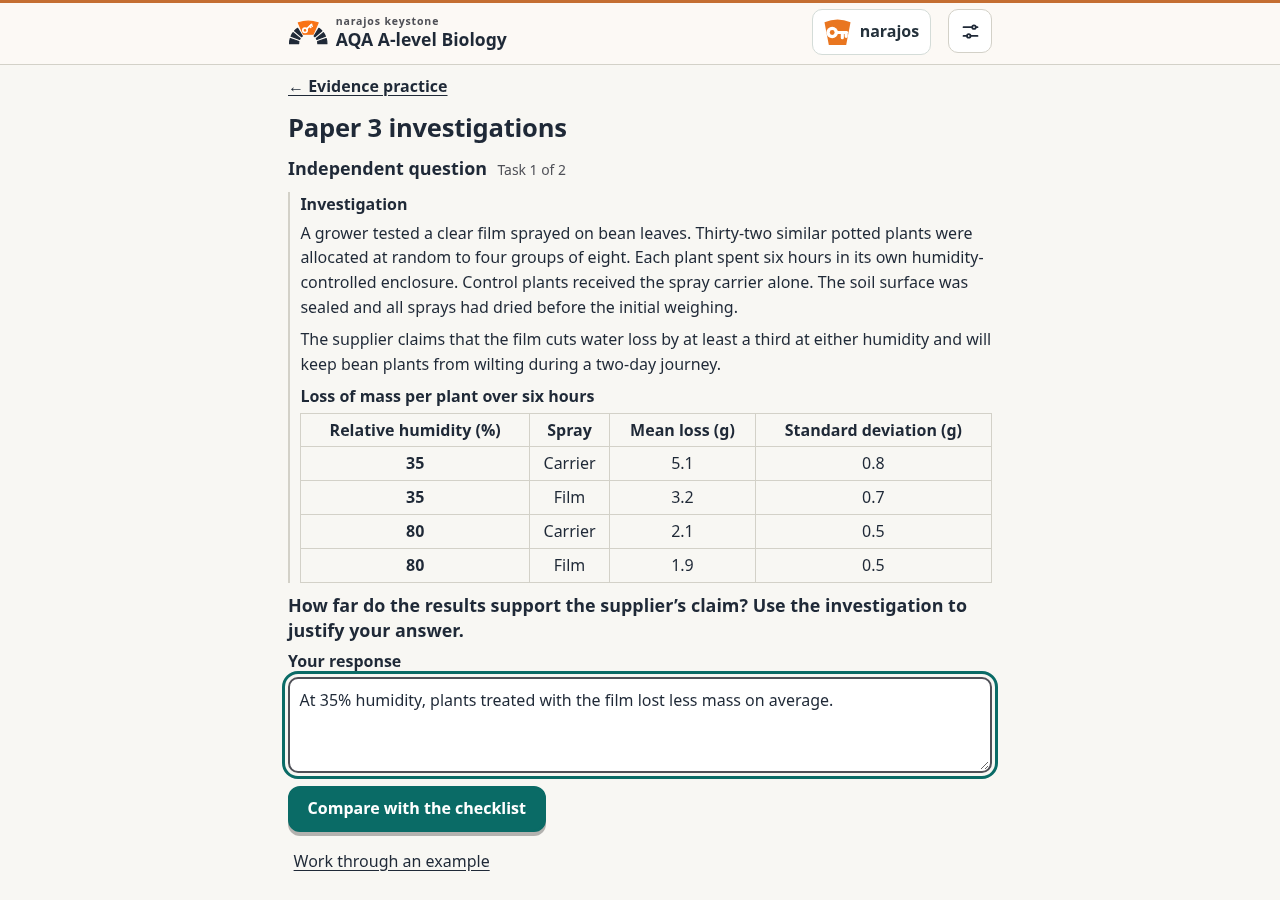 narajos keystone
AQA A-level Biology
narajos
← Evidence practice
Paper 3 investigations
Independent question Task 1 of 2
Investigation
A grower tested a clear film sprayed on bean leaves. Thirty-two similar potted plants were
allocated at random to four groups of eight. Each plant spent six hours in its own humidity-
controlled enclosure. Control plants received the spray carrier alone. The soil surface was
sealed and all sprays had dried before the initial weighing.
The supplier claims that the film cuts water loss by at least a third at either humidity and will
keep bean plants from wilting during a two-day journey.
Loss of mass per plant over six hours
Relative humidity (%) Spray Mean loss (g) Standard deviation (g)
35 Carrier 5.1 0.8
35 Film 3.2 0.7
80 Carrier 2.1 0.5
80 Film 1.9 0.5
How far do the results support the supplier’s claim? Use the investigation to
justify your answer.
Your response
At 35% humidity, plants treated with the film lost less mass on average.
Compare with the checklist
Work through an example